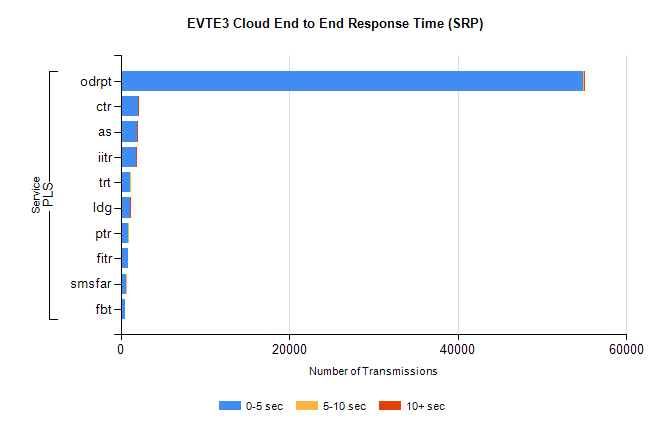 EVTE3 Cloud End to End Response Time (SRP)
Service
PLS
odrpt
ctr
as
iitr
trt
ldg
ptr
fitr
smsfar
fbt
0 20000 40000 60000
Number of Transmissions
0-5 sec 5-10 sec 10+ sec